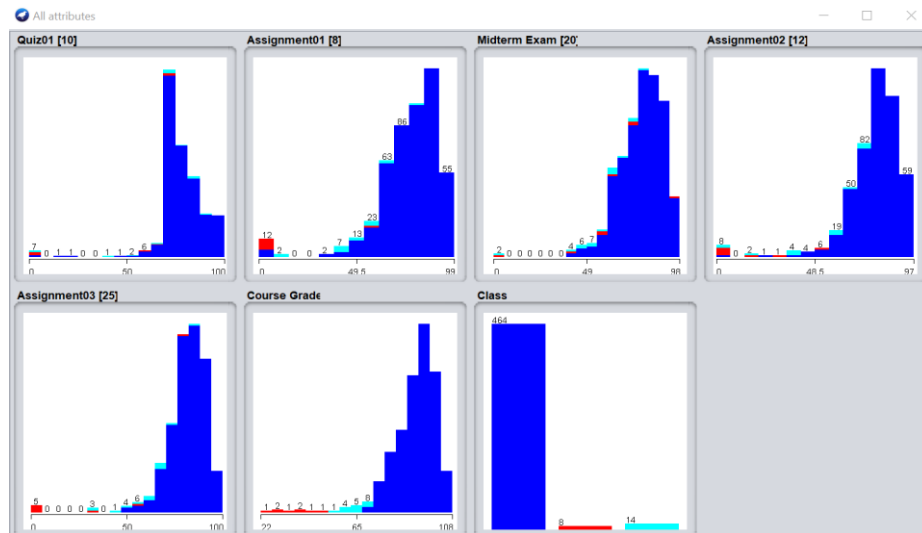 All attributes
Quiz01 [10]
Assignment01 [8]
Midterm Exam [20]
Assignment02 [12]
7 0 1 1 0 0 1 1 2 6
0 50 100
12 2 0 0 2 7 13 23 63 86 55
0 49.5 99
2 0 0 0 0 0 4 6 7
0 49 98
8 0 2 1 1 4 4 6 19 50 82 59
0 48.5 97
Assignment03 [25]
Course Grade
Class
5 0 0 0 0 3 0 1 4 6
0 50 100
1 2 1 2 1 1 1 4 5 8
22 65 108
464 8 14